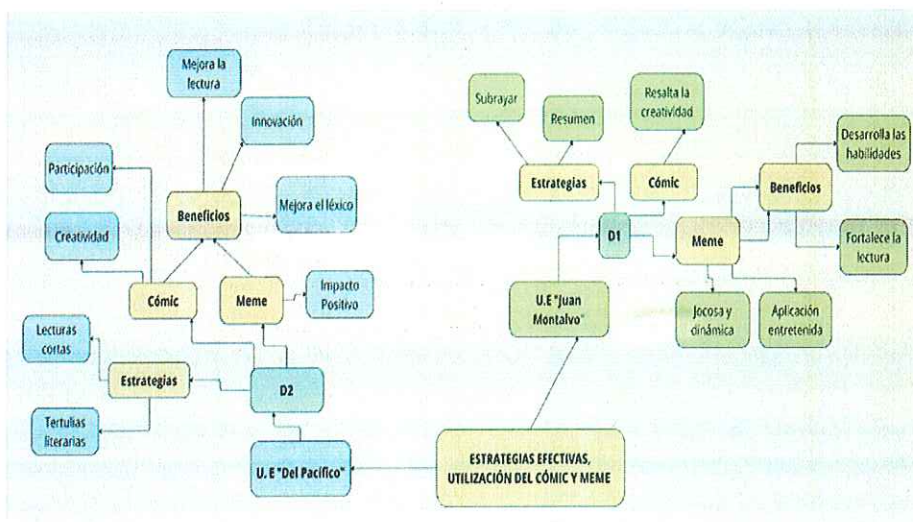 Mejora la
lectura
Innovación
Participación
Beneficios
Mejora el léxico
Creatividad
Cómic
Meme
Impacto
Positivo
Lecturas
cortas
Estrategias
D2
Tertulias
literarias
U. E "Del Pacífico"
Subrayar
Resumen
Resalta la
creatividad
Desarrolla las
habilidades
Estrategias
Cómic
Beneficios
D1
Meme
Fortalece la
lectura
U.E "Juan
Montalvo"
Jocosa y
dinámica
Aplicación
entretenida
ESTRATEGIAS EFECTIVAS,
UTILIZACIÓN DEL CÓMIC Y MEME